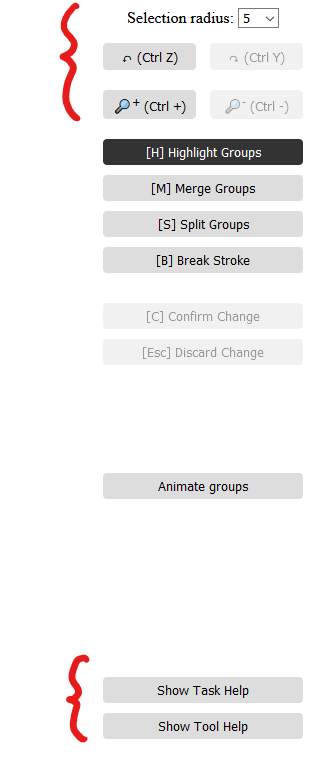 Selection radius: 5
(Ctrl Z) (Ctrl Y)
+ (Ctrl +) - (Ctrl -)
[H] Highlight Groups
[M] Merge Groups
[S] Split Groups
[B] Break Stroke
[C] Confirm Change
[Esc] Discard Change
Animate groups
Show Task Help
Show Tool Help